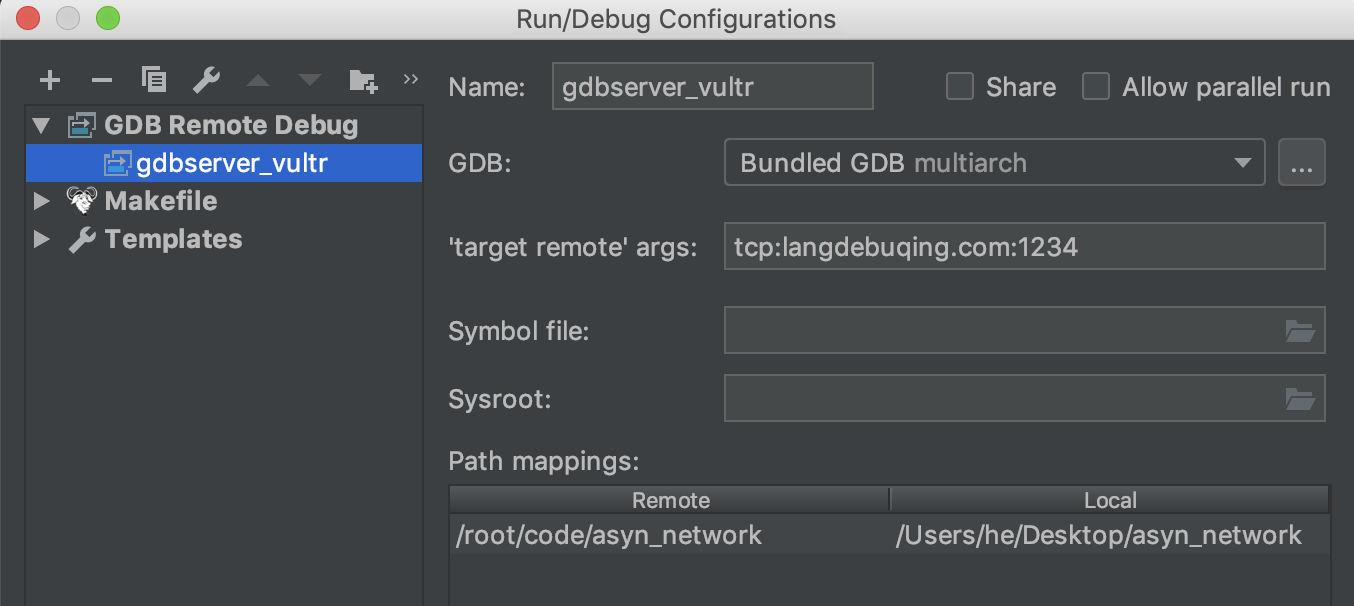 Run/Debug Configurations
Name: gdbserver_vultr Share Allow parallel run
GDB Remote Debug
gdbserver_vultr
GDB: Bundled GDB multiarch ...
Makefile
Templates
'target remote' args: tcp:langdebuqing.com:1234
Symbol file:
Sysroot:
Path mappings:
Remote Local
/root/code/asyn_network /Users/he/Desktop/asyn_network